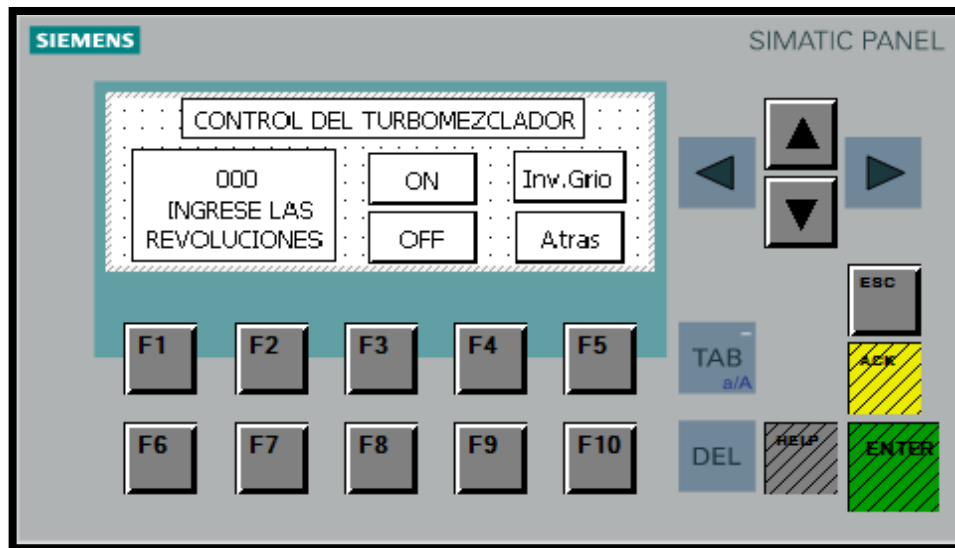 SIEMENS
SIMATIC PANEL
CONTROL DEL TURBOMEZCLADOR
000
INGRESE LAS
REVOLUCIONES
ON
Inv.Grio
OFF
Atras
ESC
F1
F2
F3
F4
F5
TAB
a/A
ACK
F6
F7
F8
F9
F10
DEL
HELP
ENTER